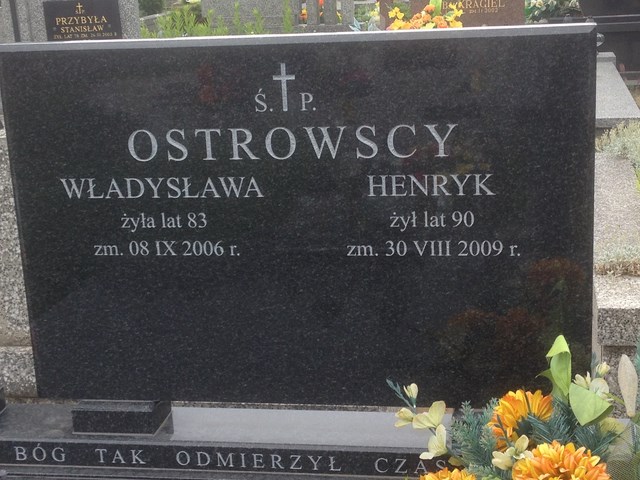 PRZYBYŁA
STANISŁAW
Ś. P.
OSTROWSCY
WŁADYSŁAWA HENRYK
żyła lat 83 żył lat 90
zm. 08 IX 2006 r. zm. 30 VIII 2009 r.
BÓG TAK ODMIERZYŁ CZAS